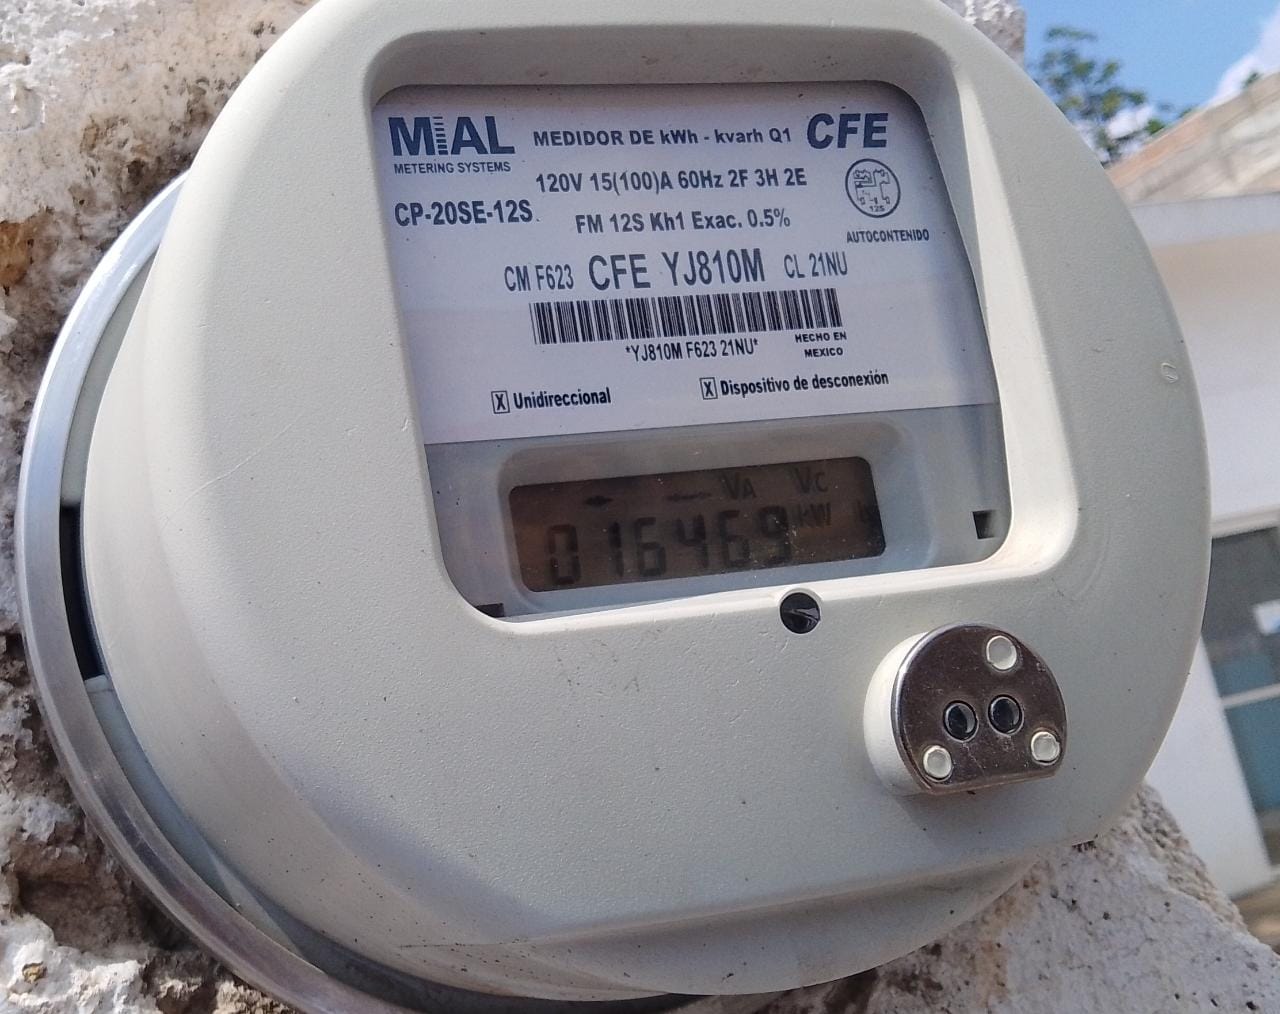 MIAL
METERING SYSTEMS
MEDIDOR DE kWh - kvarh Q1
CFE
120V 15(100)A 60Hz 2F 3H 2E
CP-20SE-12S
FM 12S Kh1 Exac. 0.5%
12S
AUTOCONTENIDO
CM F623 CFE YJ810M CL 21NU
*YJ810M F623 21NU*
HECHO EN
MEXICO
X Unidireccional
X Dispositivo de desconexión
VA VC
016469 kW h